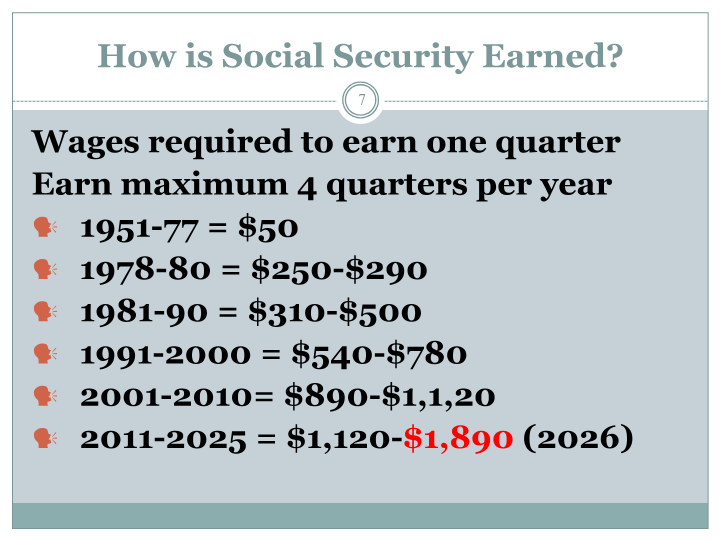 How is Social Security Earned?
7
Wages required to earn one quarter
Earn maximum 4 quarters per year
1951-77 = $50
1978-80 = $250-$290
1981-90 = $310-$500
1991-2000 = $540-$780
2001-2010= $890-$1,1,20
2011-2025 = $1,120-$1,890 (2026)